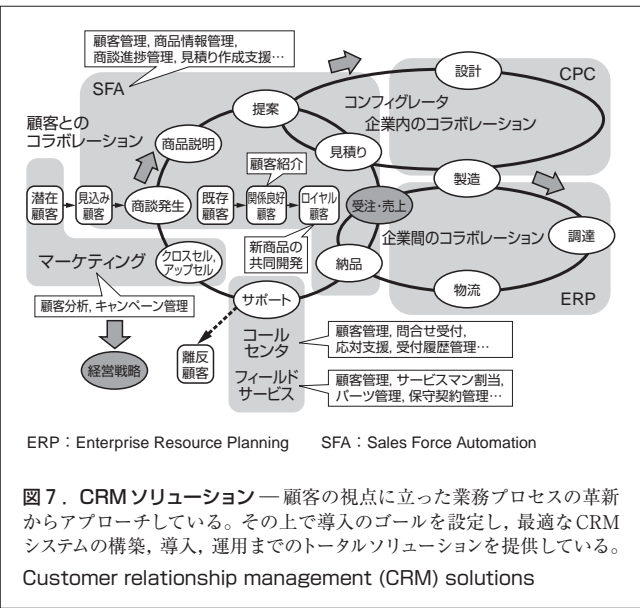 顧客管理, 商品情報管理,
商談進捗管理, 見積り作成支援…
SFA
設計
CPC
提案
コンフィグレータ
企業内のコラボレーション
顧客との
コラボレーション
商品説明
見積り
顧客紹介
製造
潜在
顧客
見込み
顧客
商談発生
既存
顧客
関係良好
顧客
ロイヤル
顧客
受注・売上
企業間のコラボレーション
調達
新商品の
共同開発
マーケティング
クロスセル,
アップセル
納品
物流
ERP
顧客分析, キャンペーン管理
サポート
経営戦略
離反
顧客
コール
センタ
顧客管理, 問合せ受付,
応対支援, 受付履歴管理…
フィールド
サービス
顧客管理, サービスマン割当,
パーツ管理, 保守契約管理…
ERP：Enterprise Resource Planning　SFA：Sales Force Automation
図7．CRMソリューション — 顧客の視点に立った業務プロセスの革新
からアプローチしている。その上で導入のゴールを設定し，最適なCRM
システムの構築，導入，運用までのトータルソリューションを提供している。
Customer relationship management (CRM) solutions